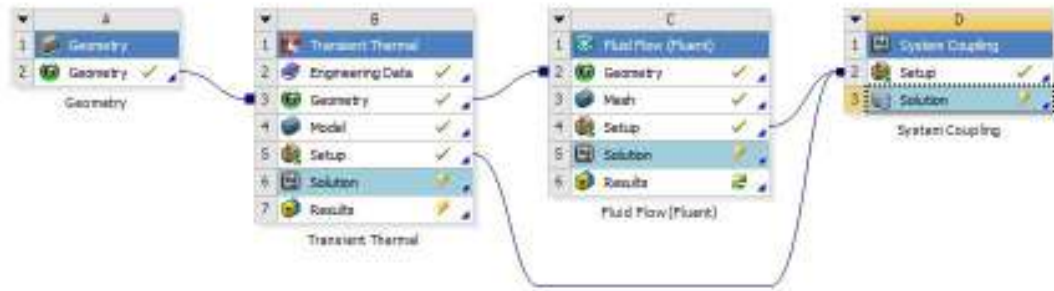 A
1 Geometry
2 Geometry
Geometry
B
1 Transient Thermal
2 Engineering Data
3 Geometry
4 Model
5 Setup
6 Solution
7 Results
Transient Thermal
C
1 Fluid Flow (Fluent)
2 Geometry
3 Mesh
4 Setup
5 Solution
6 Results
Fluid Flow (Fluent)
D
1 System Coupling
2 Setup
3 Solution
System Coupling